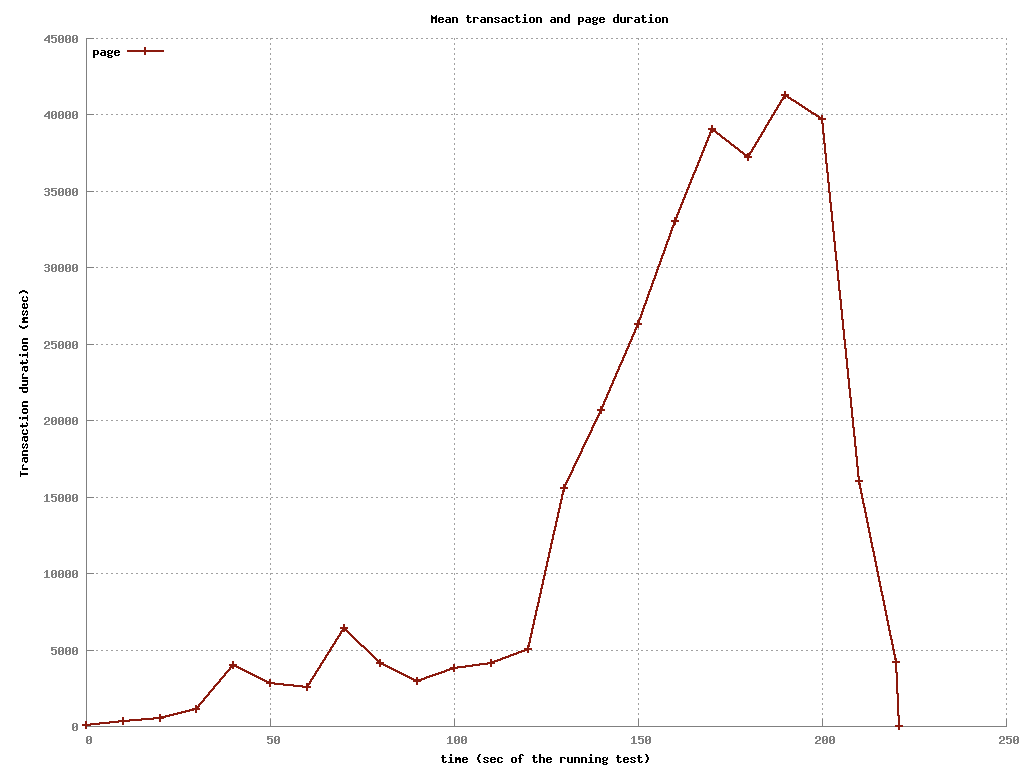 Mean transaction and page duration
45000
page
40000
35000
30000
25000
20000
15000
10000
5000
0
Transaction duration (msec)
0 50 100 150 200 250
time (sec of the running test)